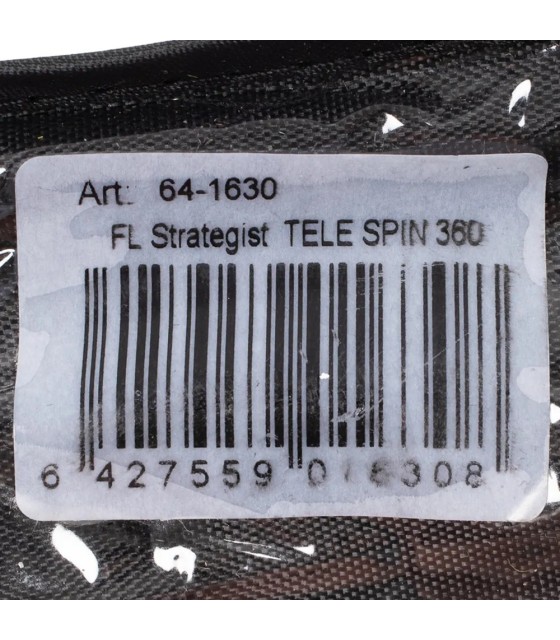 Art.: 64-1630
FL Strategist TELE SPIN 360
6 427559 016308